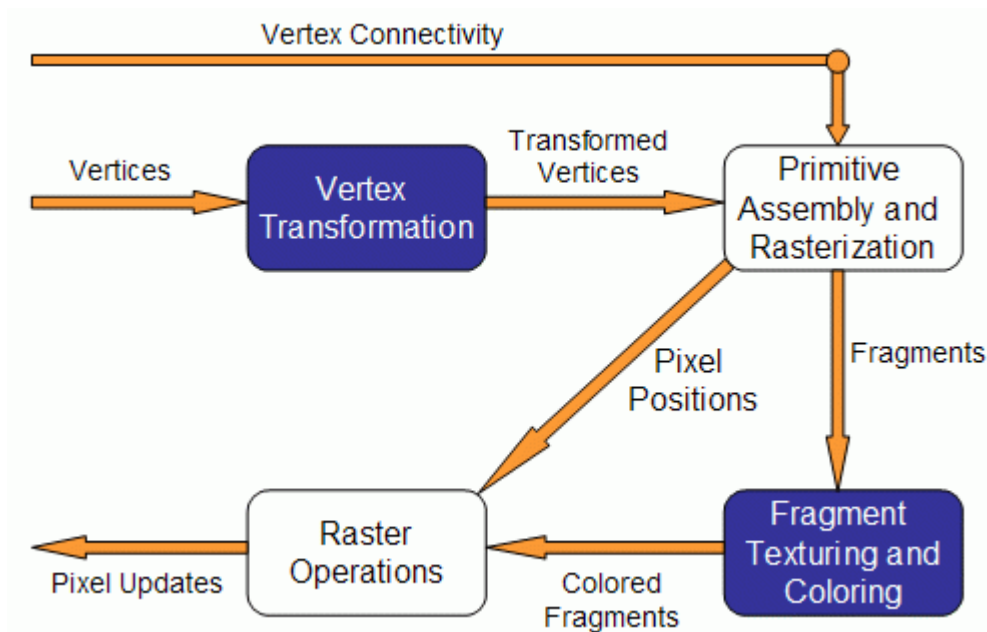 Vertex Connectivity
Vertices
Vertex
Transformation
Transformed
Vertices
Primitive
Assembly and
Rasterization
Pixel
Positions
Fragments
Raster
Operations
Pixel Updates
Colored
Fragments
Fragment
Texturing and
Coloring